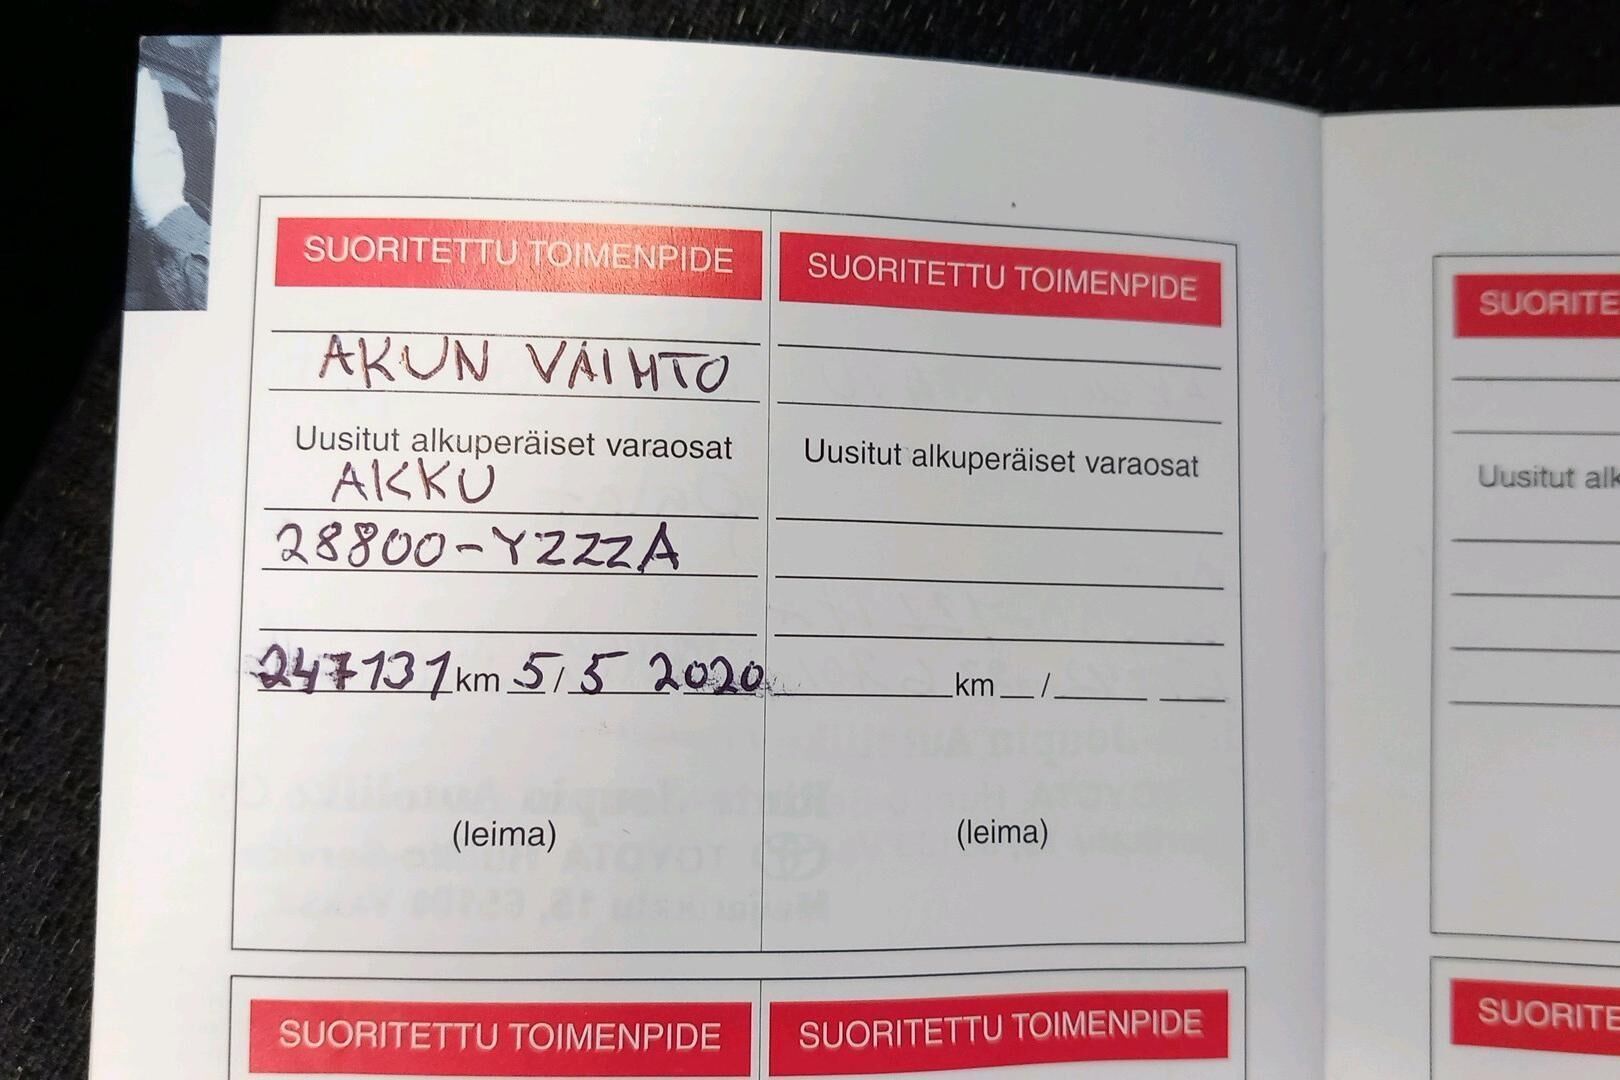 SUORITETTU TOIMENPIDE
AKUN VAIHTO
Uusitut alkuperäiset varaosat
AKKU
28800-YZZZA
247131 km 5/5 2020
(leima)
SUORITETTU TOIMENPIDE
Uusitut alkuperäiset varaosat
km /
(leima)
SUORITE
Uusitut alk
SUORITETTU TOIMENPIDE
SUORITETTU TOIMENPIDE
SUORITE